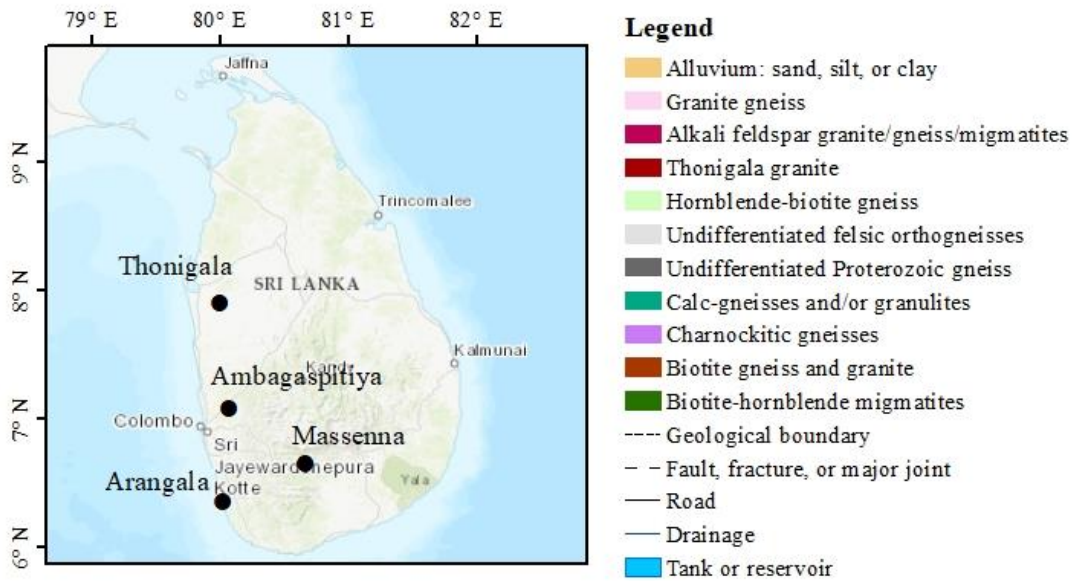 79° E 80° E 81° E 82° E
9° N
8° N
7° N
6° N
Jaffna
Trincomalee
Thonigala
SRI LANKA
Kalmunai
Kandy
Ambagaspitiya
Colombo
Sri
Massenna
Jayewardenepura
Arangala
Kotte
Yala
Legend
Alluvium: sand, silt, or clay
Granite gneiss
Alkali feldspar granite/gneiss/migmatites
Thonigala granite
Hornblende-biotite gneiss
Undifferentiated felsic orthogneisses
Undifferentiated Proterozoic gneiss
Calc-gneisses and/or granulites
Charnockitic gneisses
Biotite gneiss and granite
Biotite-hornblende migmatites
Geological boundary
Fault, fracture, or major joint
Road
Drainage
Tank or reservoir